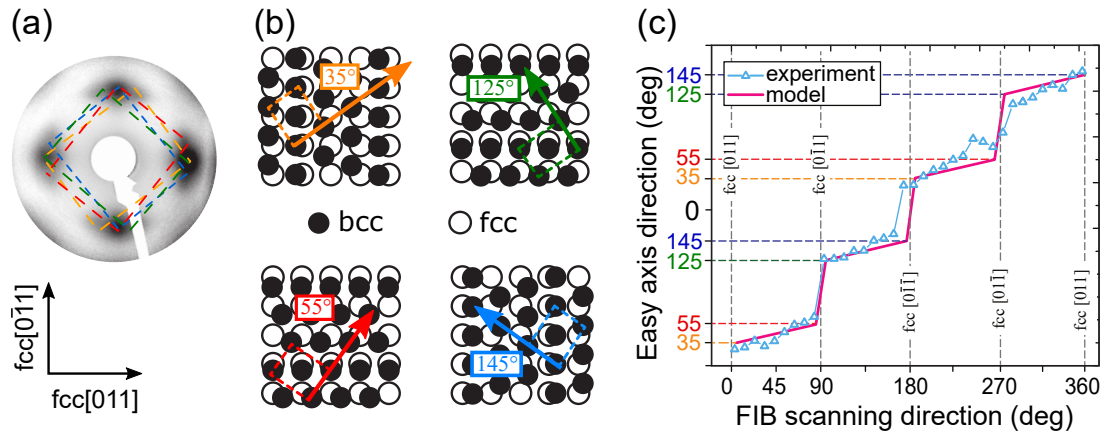 (a)
fcc[01̄1]
fcc[011]
(b)
35°
125°
bcc
fcc
55°
145°
(c)
Easy axis direction (deg)
145
125
55
35
0
145
125
55
35
experiment
model
fcc [011]
fcc [01̄1]
fcc [01̄1̄]
fcc [011̄]
fcc [011]
0
45
90
180
270
360
FIB scanning direction (deg)